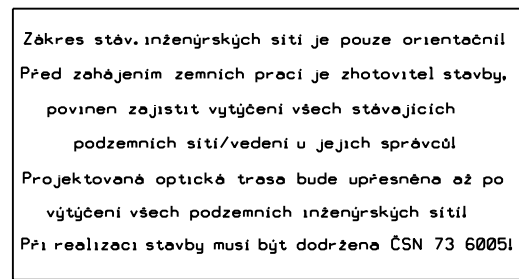 Zákres stáv. inženýrských sítí je pouze orientační!
Před zahájením zemních prací je zhotovitel stavby,
povinen zajistit vytýčení všech stávajících
podzemních sítí/vedení u jejich správců!
Projektovaná optická trasa bude upřesněna až po
výtýčení všech podzemních inženýrských sítí!
Při realizaci stavby musí být dodržena ČSN 73 6005!